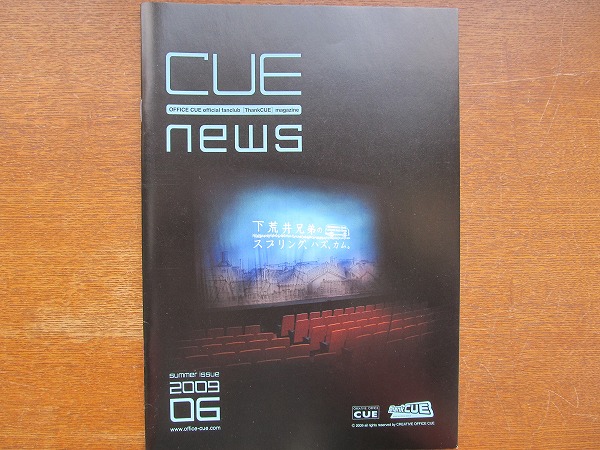 CUE
OFFICE CUE official fanclub [ThankCUE] magazine
news
下荒井兄弟の
スプリング、ハズ、カム。
summer issue
2009
06
www.office-cue.com
CREATIVE OFFICE
CUE
ThankCUE
© 2009 all rights reserved by CREATIVE OFFICE CUE